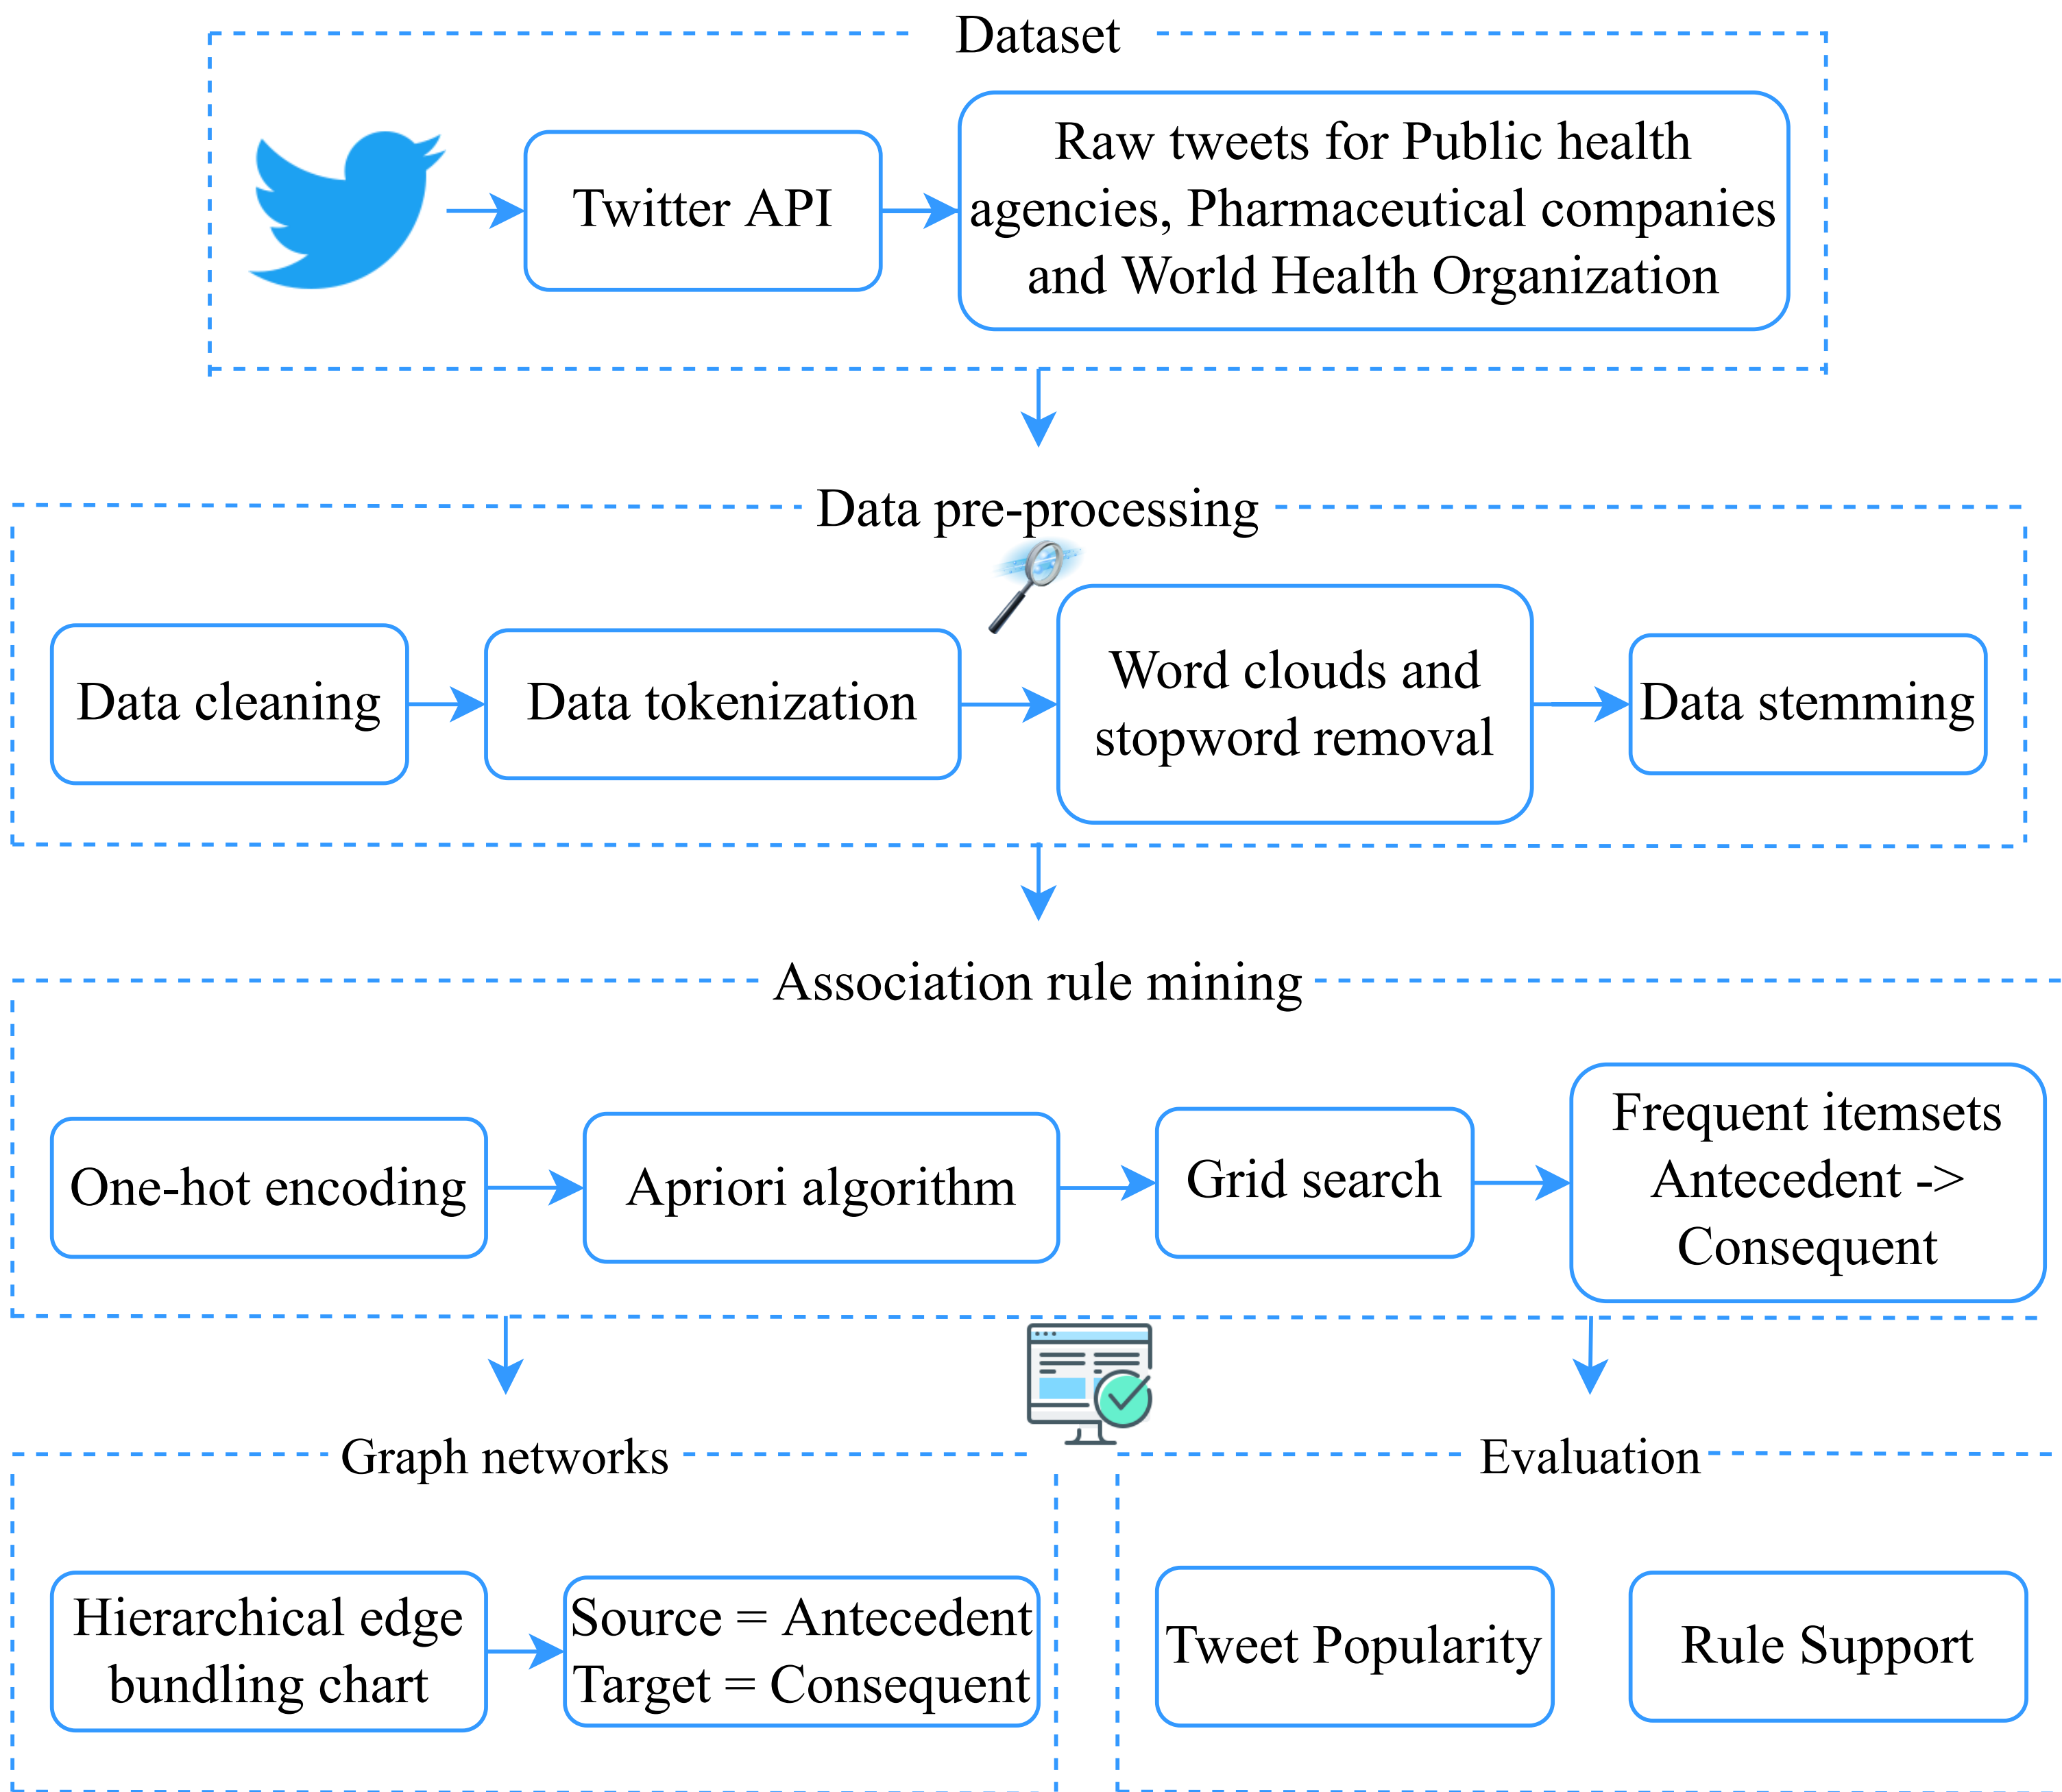 Dataset
Twitter API
Raw tweets for Public health
agencies, Pharmaceutical companies
and World Health Organization
Data pre-processing
Data cleaning
Data tokenization
Word clouds and
stopword removal
Data stemming
Association rule mining
One-hot encoding
Apriori algorithm
Grid search
Frequent itemsets
Antecedent ->
Consequent
Graph networks
Hierarchical edge
bundling chart
Source = Antecedent
Target = Consequent
Evaluation
Tweet Popularity
Rule Support